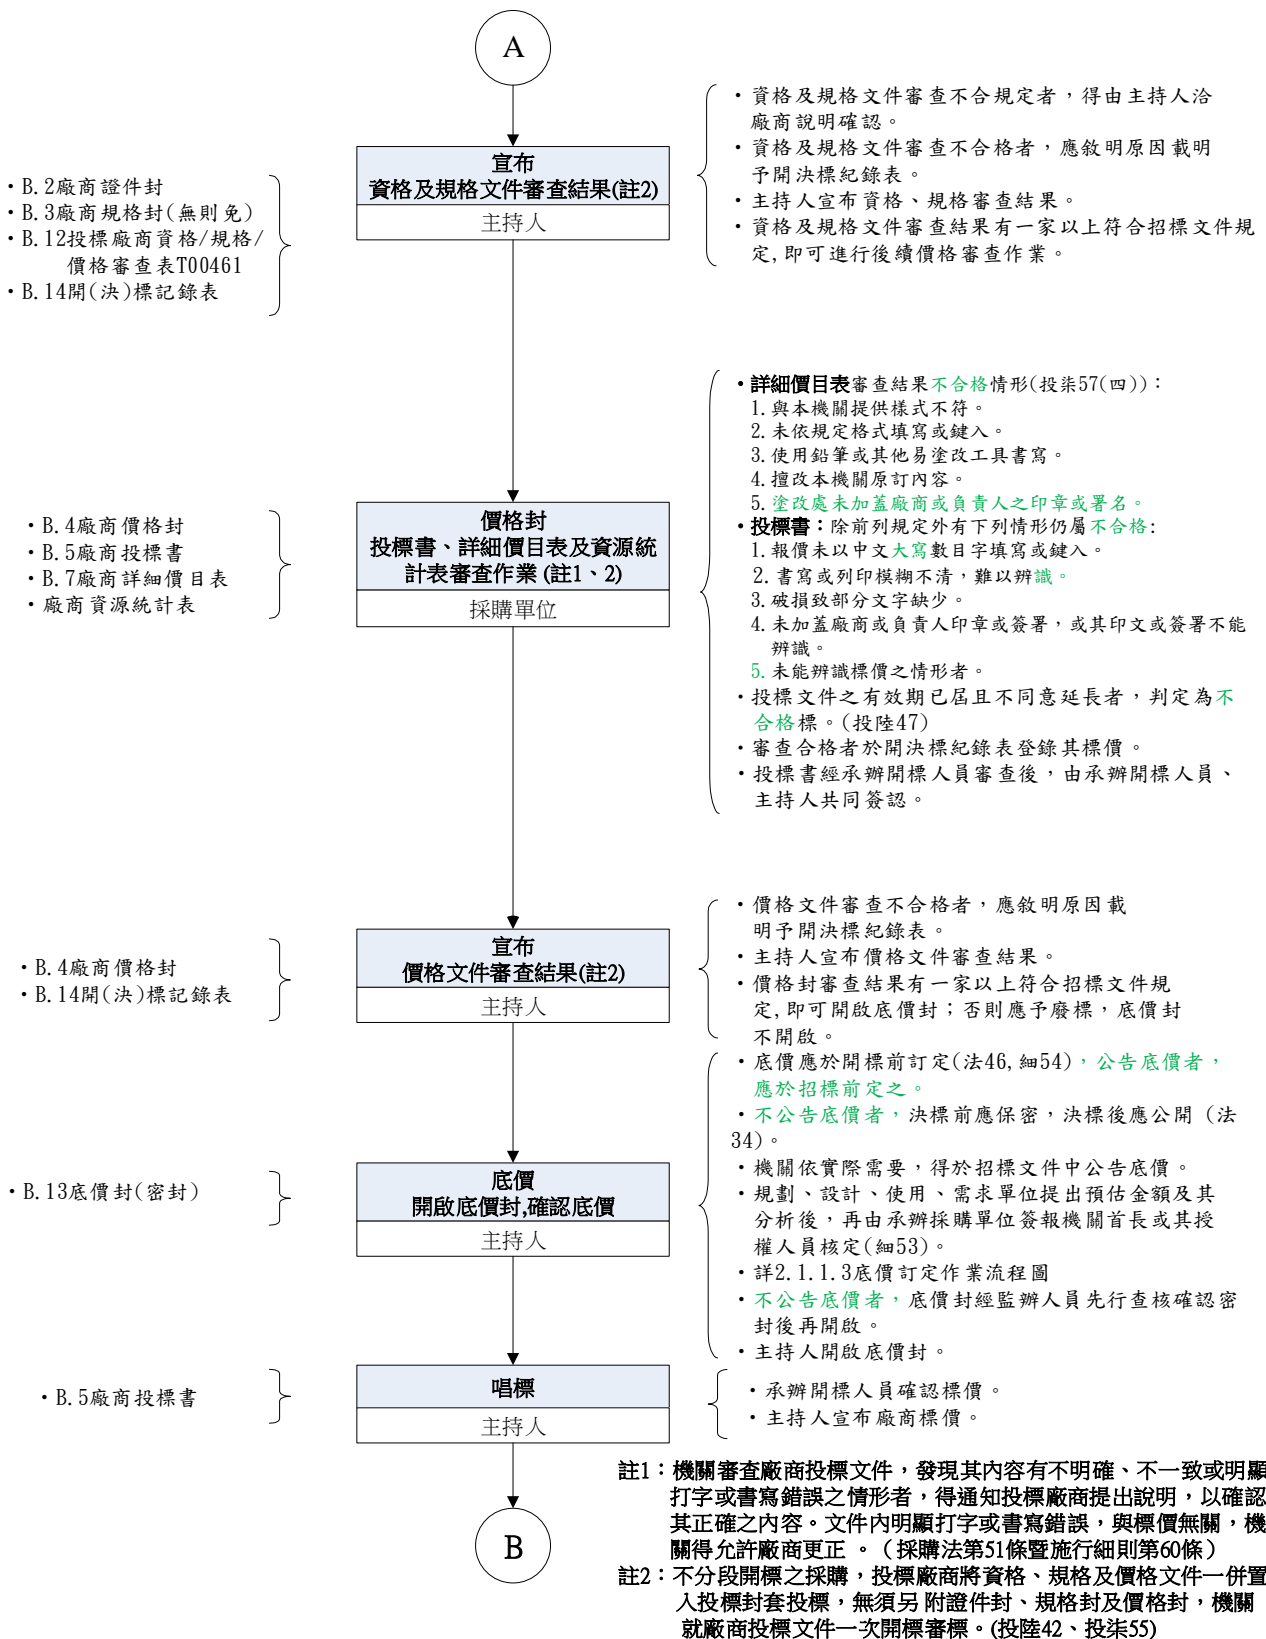 A
・資格及規格文件審查不合規定者，得由主持人洽
廠商說明確認。
・資格及規格文件審查不合格者，應敘明原因載明
予開決標紀錄表。
・主持人宣布資格、規格審查結果。
・資格及規格文件審查結果有一家以上符合招標文件規
定,即可進行後續價格審查作業。
宣布
資格及規格文件審查結果(註2)
主持人
・B.2廠商證件封
・B.3廠商規格封(無則免)
・B.12投標廠商資格/規格/
價格審查表T00461
・B.14開(決)標記錄表
・詳細價目表審查結果不合格情形(投柒57(四))：
1.與本機關提供樣式不符。
2.未依規定格式填寫或鍵入。
3.使用鉛筆或其他易塗改工具書寫。
4.擅改本機關原訂內容。
5.塗改處未加蓋廠商或負責人之印章或署名。
・投標書：除前列規定外有下列情形仍屬不合格:
1.報價未以中文大寫數目字填寫或鍵入。
2.書寫或列印模糊不清，難以辨識。
3.破損致部分文字缺少。
4.未加蓋廠商或負責人印章或簽署，或其印文或簽署不能
辨識。
5.未能辨識標價之情形者。
・投標文件之有效期已屆且不同意延長者，判定為不
合格標。(投陸47)
・審查合格者於開決標紀錄表登錄其標價。
・投標書經承辦開標人員審查後，由承辦開標人員、
主持人共同簽認。
價格封
投標書、詳細價目表及資源統
計表審查作業 (註1、2)
採購單位
・B.4廠商價格封
・B.5廠商投標書
・B.7廠商詳細價目表
・廠商資源統計表
・價格文件審查不合格者，應敘明原因載
明予開決標紀錄表。
・主持人宣布價格文件審查結果。
・價格封審查結果有一家以上符合招標文件規
定,即可開啟底價封；否則應予廢標，底價封
不開啟。
宣布
價格文件審查結果(註2)
主持人
・B.4廠商價格封
・B.14開(決)標記錄表
・底價應於開標前訂定(法46,細54)，公告底價者，
應於招標前定之。
・不公告底價者，決標前應保密，決標後應公開 (法
34)。
・機關依實際需要，得於招標文件中公告底價。
・規劃、設計、使用、需求單位提出預估金額及其
分析後，再由承辦採購單位簽報機關首長或其授
權人員核定(細53)。
・詳2.1.1.3底價訂定作業流程圖
・不公告底價者，底價封經監辦人員先行查核確認密
封後再開啟。
・主持人開啟底價封。
底價
開啟底價封,確認底價
主持人
・B.13底價封(密封)
唱標
主持人
・B.5廠商投標書
・承辦開標人員確認標價。
・主持人宣布廠商標價。
B
註1：機關審查廠商投標文件，發現其內容有不明確、不一致或明顯
打字或書寫錯誤之情形者，得通知投標廠商提出說明，以確認
其正確之內容。文件內明顯打字或書寫錯誤，與標價無關，機
關得允許廠商更正 。（採購法第51條暨施行細則第60條）
註2：不分段開標之採購，投標廠商將資格、規格及價格文件一併置
入投標封套投標，無須另附證件封、規格封及價格封，機關
就廠商投標文件一次開標審標。(投陸42、投柒55)